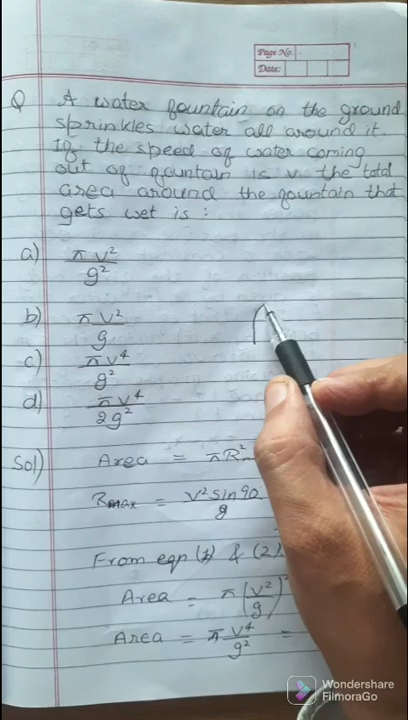 Page No.
Date:
Q A water fountain on the ground
sprinkles water all around it.
If the speed of water coming
out of fountain is v the total
area around the fountain that
gets wet is :
a) πv²/g²
b) πv²/g
c) πv⁴/g²
d) πv⁴/2g²
Sol) Area = πR²
Rmax = v²sin90/g
From eqn (1) & (2)
Area = π(v²/g)
Area = πv⁴/g² =
Wondershare
FilmoraGo